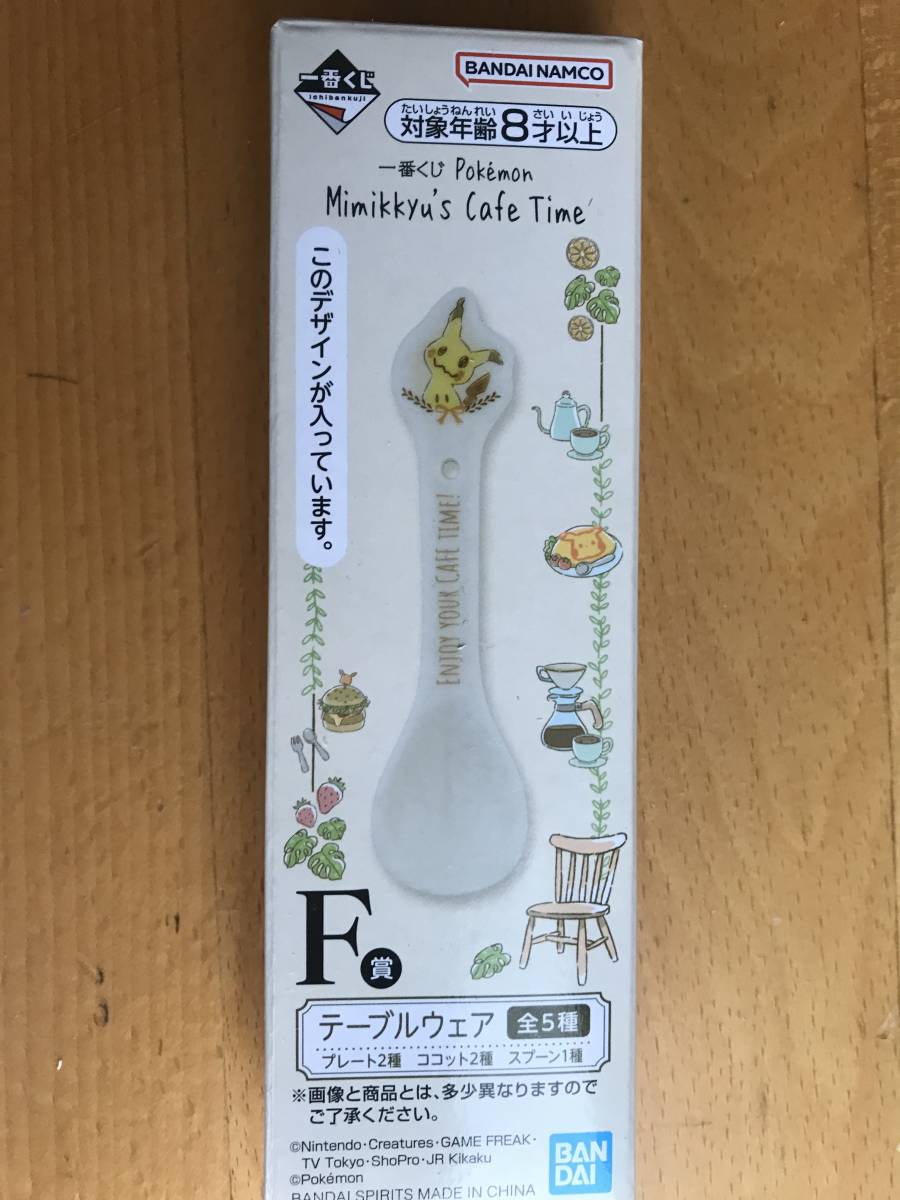 一番くじ
ichibankuji
BANDAI NAMCO
たいしょうねんれい さい い じょう
対象年齢8才以上
一番くじ Pokémon
Mimikkyu's Cafe Time
このデザインが入っています。
ENJOY YOUR CAFE TIME!
F賞
テーブルウェア 全5種
プレート2種 ココット2種 スプーン1種
※画像と商品とは、多少異なりますので
ご了承ください。
©Nintendo・Creatures・GAME FREAK・
TV Tokyo・ShoPro・JR Kikaku
©Pokémon
BANDAI SPIRITS MADE IN CHINA
BAN
DAI